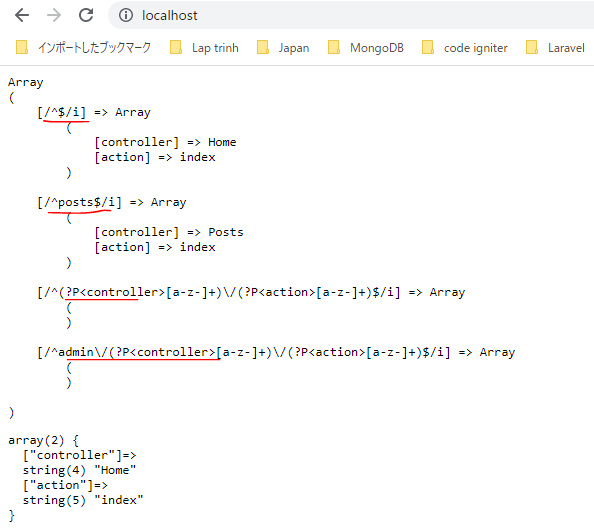 localhost
インポートしたブックマーク Lap trinh Japan MongoDB code igniter Laravel
Array
(
    [/^$/i] => Array
        (
            [controller] => Home
            [action] => index
        )

    [/^posts$/i] => Array
        (
            [controller] => Posts
            [action] => index
        )

    [/^(?P<controller>[a-z-]+)\/(?P<action>[a-z-]+)$/i] => Array
        (
        )

    [/^admin\/(?P<controller>[a-z-]+)\/(?P<action>[a-z-]+)$/i] => Array
        (
        )

)
array(2) {
  ["controller"]=>
  string(4) "Home"
  ["action"]=>
  string(5) "index"
}